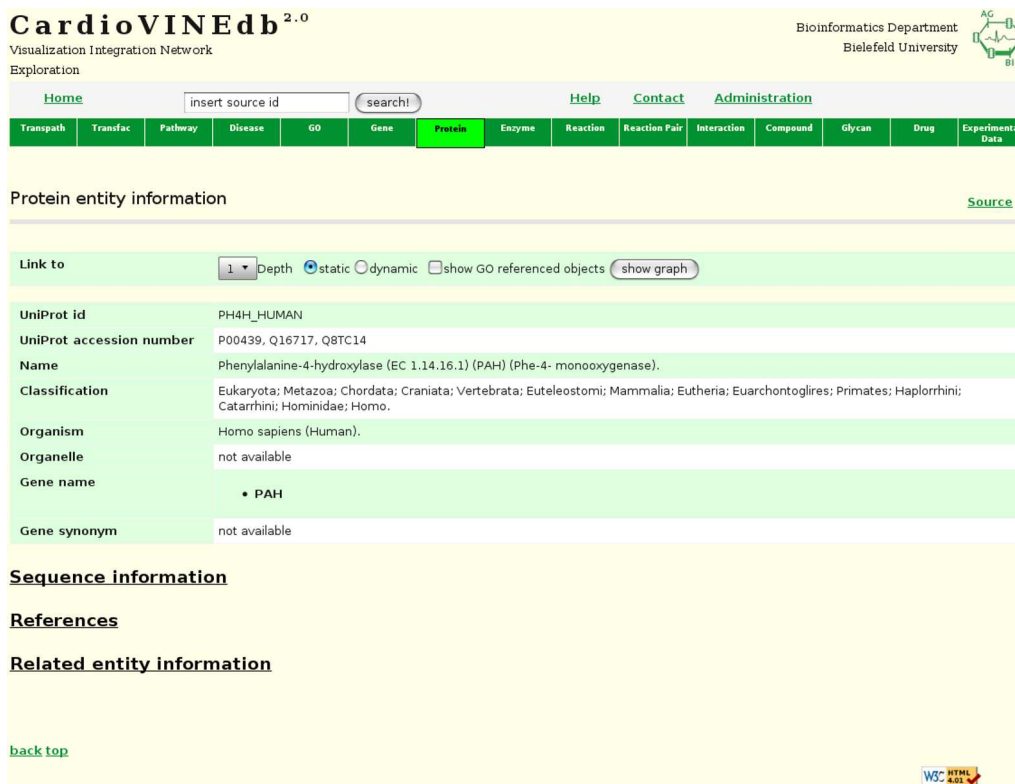 CardioVINEdb 2.0
Visualization Integration Network
Exploration
Bioinformatics Department
Bielefeld University
AG
BI
Home insert source id search! Help Contact Administration
Transpath Transfac Pathway Disease GO Gene Protein Enzyme Reaction Reaction Pair Interaction Compound Glycan Drug Experimenta
Data
Protein entity information
Source
Link to 1 Depth static dynamic show GO referenced objects show graph
UniProt id PH4H_HUMAN
UniProt accession number P00439, Q16717, Q8TC14
Name Phenylalanine-4-hydroxylase (EC 1.14.16.1) (PAH) (Phe-4- monooxygenase).
Classification Eukaryota; Metazoa; Chordata; Craniata; Vertebrata; Euteleostomi; Mammalia; Eutheria; Euarchontoglires; Primates; Haplorrhini;
Catarrhini; Hominidae; Homo.
Organism Homo sapiens (Human).
Organelle not available
Gene name
• PAH
Gene synonym not available
Sequence information
References
Related entity information
back top
W3C HTML 4.01